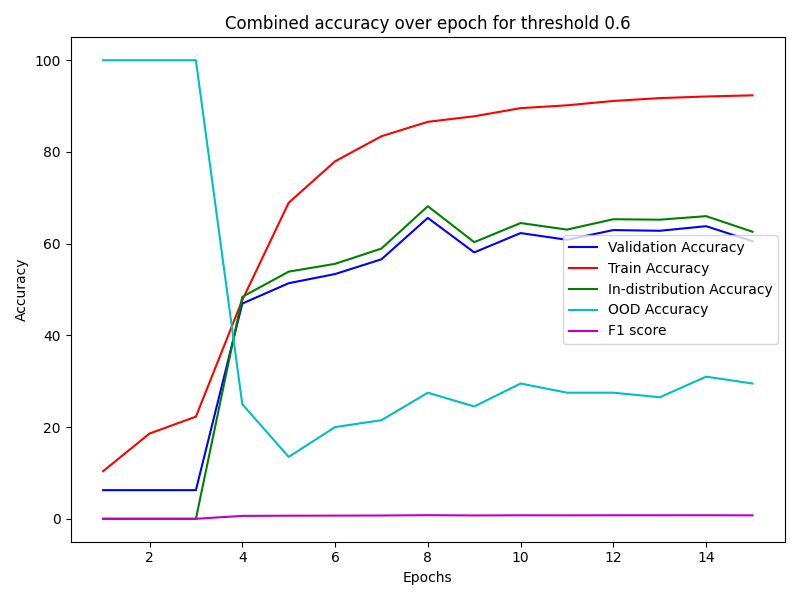 Combined accuracy over epoch for threshold 0.6
100
80
60
40
20
0
Accuracy
Validation Accuracy
Train Accuracy
In-distribution Accuracy
OOD Accuracy
F1 score
2 4 6 8 10 12 14
Epochs